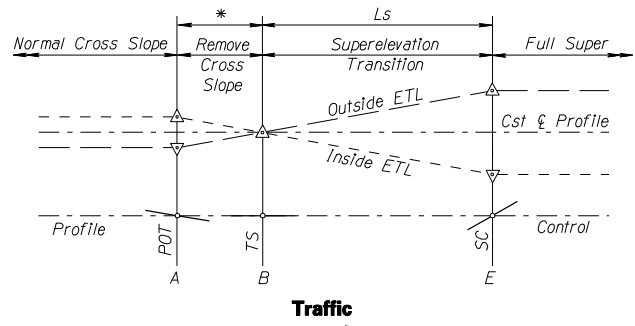 * Ls
Normal Cross Slope Remove Cross Slope Superelevation Transition Full Super
Outside ETL
Cst ℄ Profile
Inside ETL
Profile POT TS SC Control
A B E
Traffic